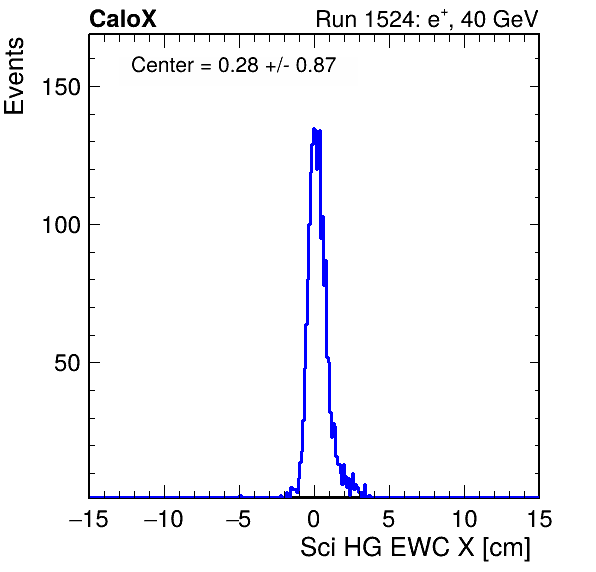 CaloX Run 1524: e⁺, 40 GeV
Center = 0.28 +/- 0.87
Events
150
100
50
−15 −10 −5 0 5 10 15
Sci HG EWC X [cm]